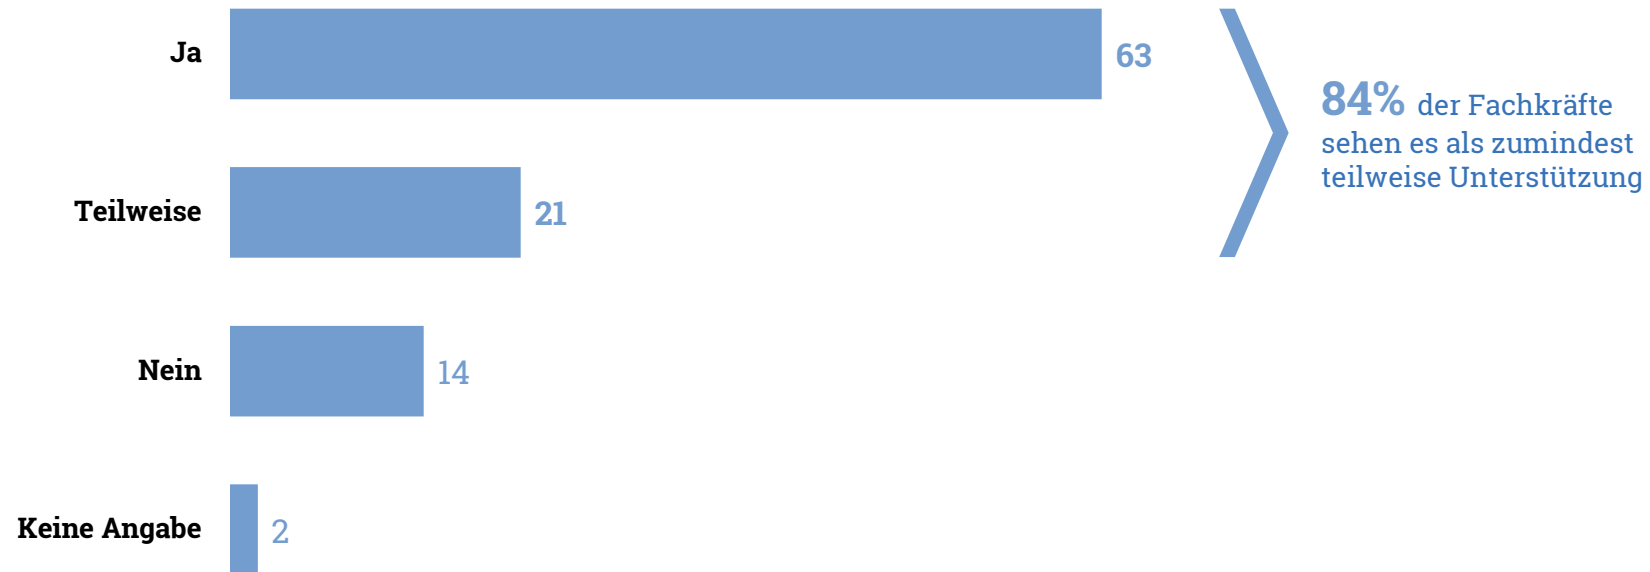 Ja
63
84% der Fachkräfte
sehen es als zumindest
teilweise Unterstützung
Teilweise
21
Nein
14
Keine Angabe
2